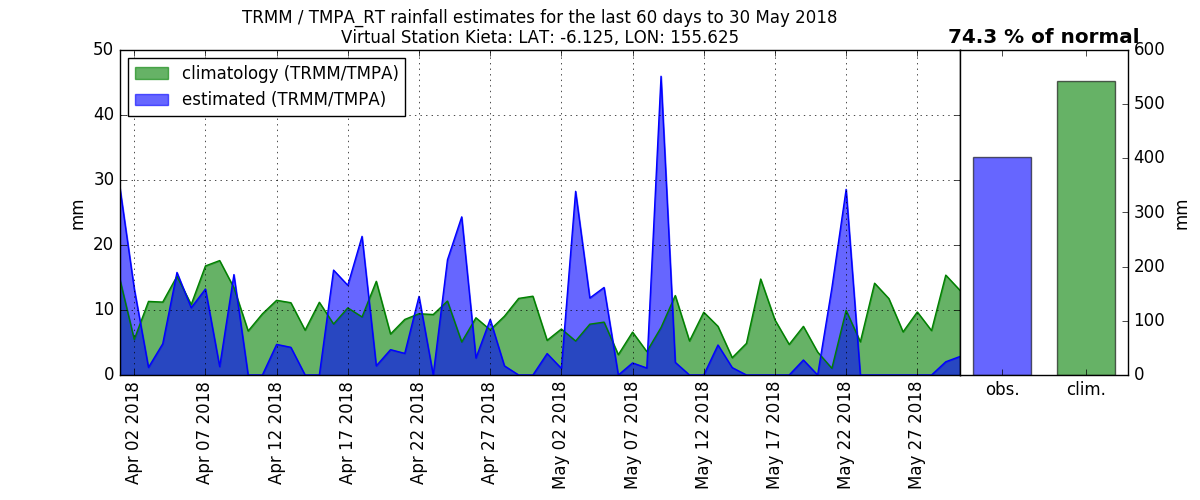 TRMM / TMPA_RT rainfall estimates for the last 60 days to 30 May 2018
Virtual Station Kieta: LAT: -6.125, LON: 155.625
74.3 % of normal
climatology (TRMM/TMPA)
estimated (TRMM/TMPA)
50
40
30
20
10
0
mm
Apr 02 2018
Apr 07 2018
Apr 12 2018
Apr 17 2018
Apr 22 2018
Apr 27 2018
May 02 2018
May 07 2018
May 12 2018
May 17 2018
May 22 2018
May 27 2018
obs.
clim.
600
500
400
300
200
100
0
mm